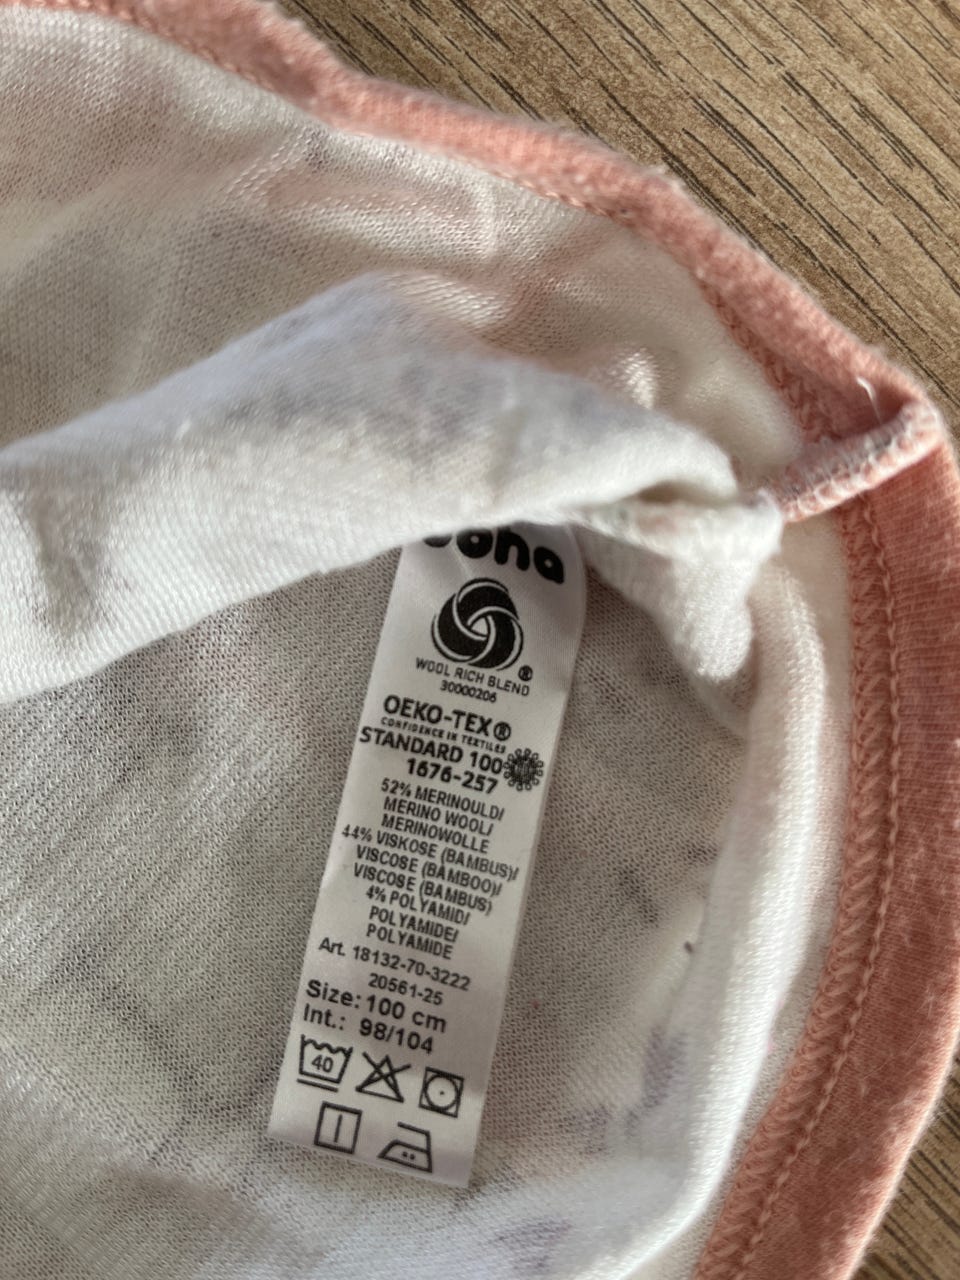 WOOL RICH BLEND
30000206
OEKO-TEX®
CONFIDENCE IN TEXTILES
STANDARD 100
1676-257
52% MERINOULD/
MERINO WOOL/
MERINOWOLLE
44% VISKOSE (BAMBUS)/
VISCOSE (BAMBOO)/
VISCOSE (BAMBUS)
4% POLYAMID/
POLYAMIDE/
POLYAMIDE
Art. 18132-70-3222
20561-25
Size: 100 cm
Int.: 98/104
40